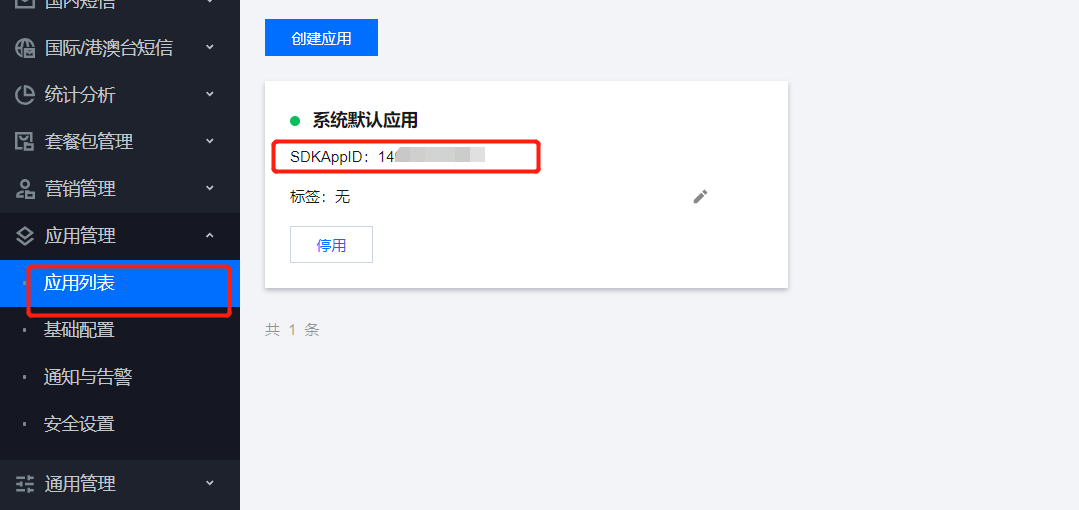 国内短信
国际/港澳台短信
统计分析
套餐包管理
营销管理
应用管理
应用列表
基础配置
通知与告警
安全设置
通用管理
创建应用
系统默认应用
SDKAppID：14
标签：无
停用
共 1 条